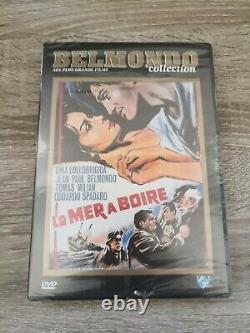 BELMONDO
SES PLUS GRANDS FILMS
collection
GINA LOLLOBRIGIDA
JEAN PAUL BELMONDO
TOMAS MILIAN
EDOARDO SPADARO
La MER A BOIRE
DVD